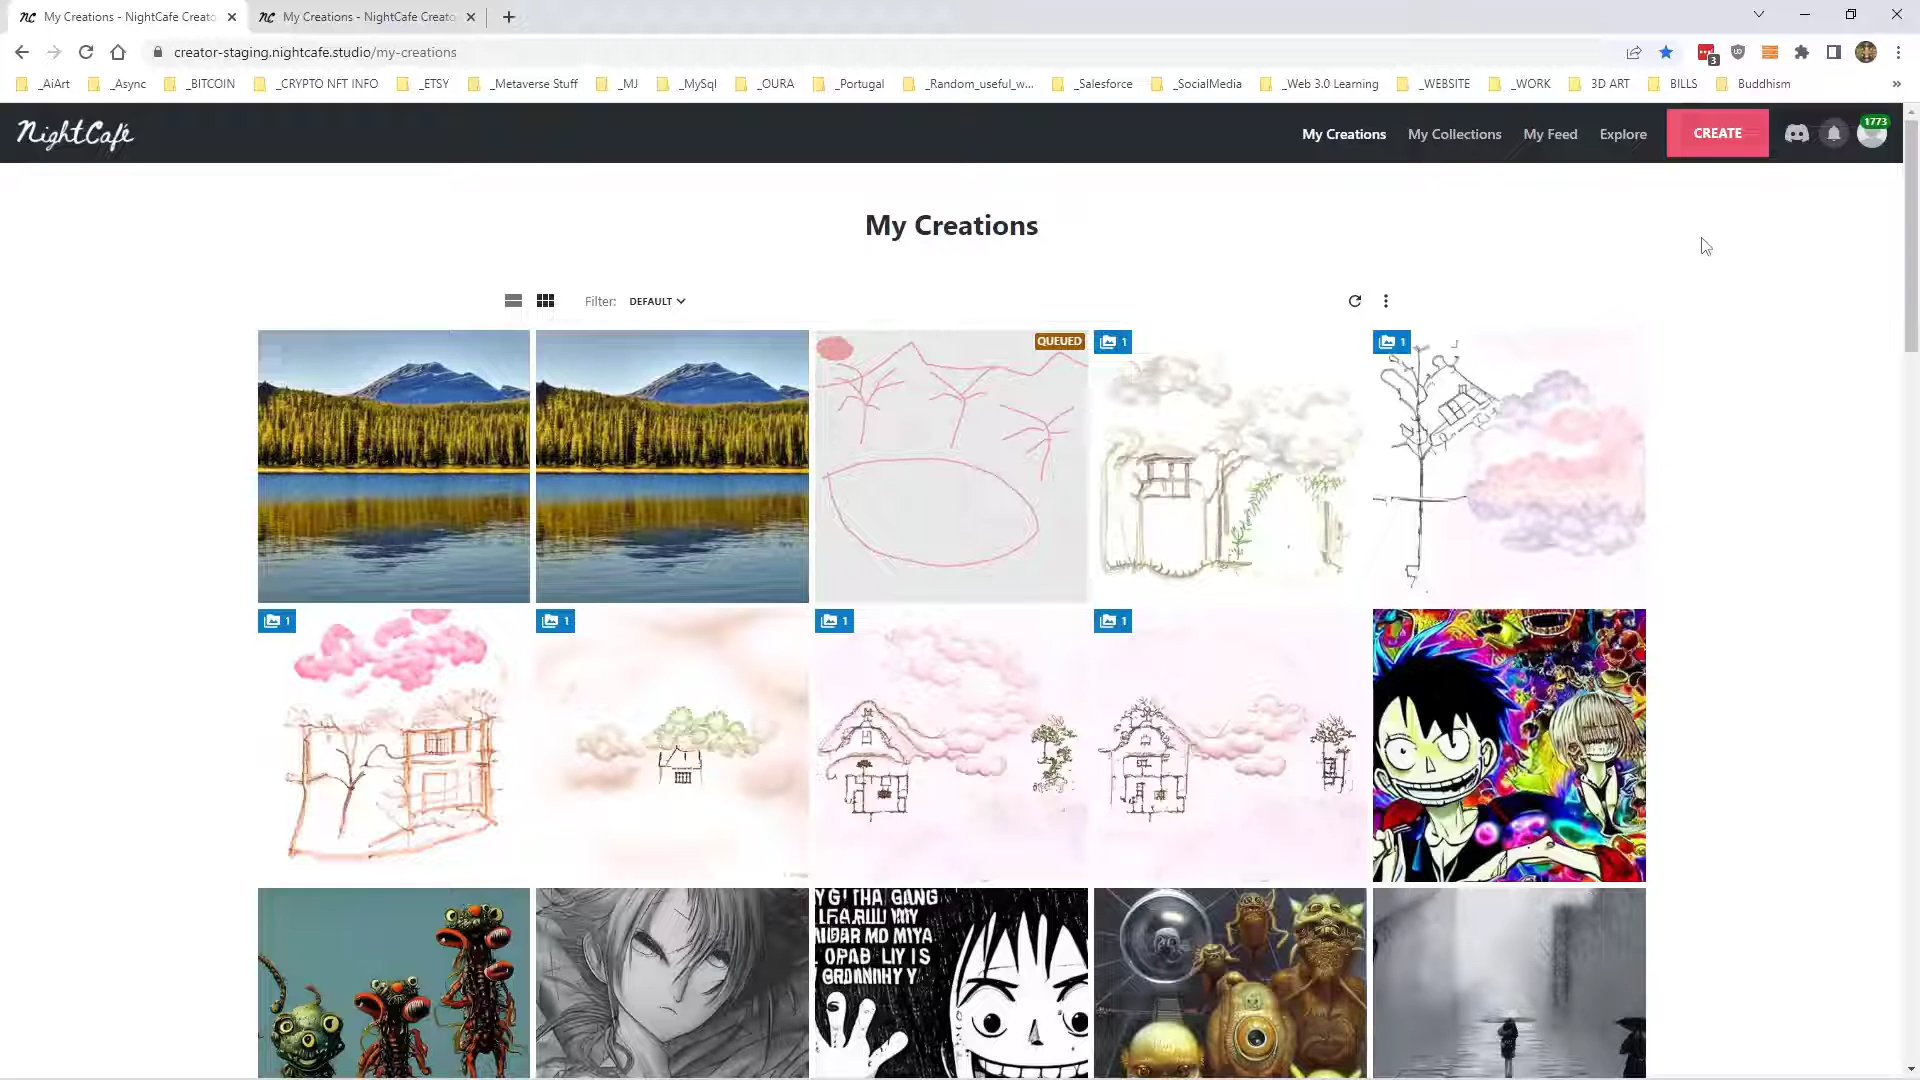 My Creations - NightCafe Creato
My Creations - NightCafe Creato
creator-staging.nightcafe.studio/my-creations
3
_AiArt
_Async
_BITCOIN
_CRYPTO NFT INFO
_ETSY
_Metaverse Stuff
_MJ
_MySql
_OURA
_Portugal
_Random_useful_w...
_Salesforce
_SocialMedia
_Web 3.0 Learning
_WEBSITE
_WORK
3D ART
BILLS
Buddhism
NightCafé
My Creations
My Collections
My Feed
Explore
CREATE
1773
My Creations
Filter: DEFAULT
QUEUED
1
1
1
1
1
1